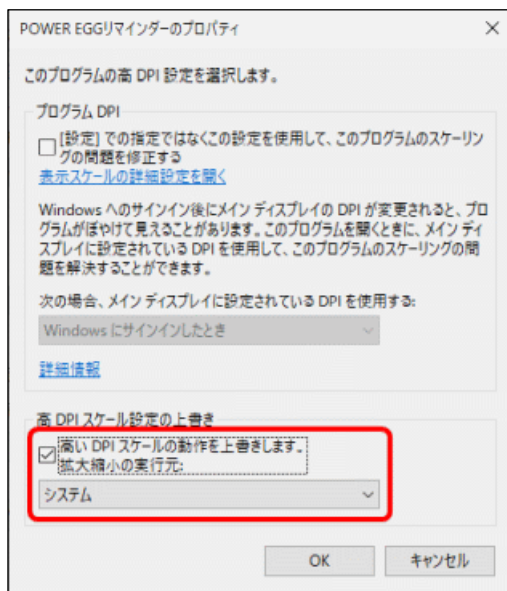 POWER EGGリマインダーのプロパティ
このプログラムの高 DPI 設定を選択します。
プログラム DPI
[設定] での指定ではなくこの設定を使用して、このプログラムのスケーリン
グの問題を修正する
表示スケールの詳細設定を開く
Windows へのサインイン後にメイン ディスプレイの DPI が変更されると、プロ
グラムがぼやけて見えることがあります。このプログラムを開くときに、メイン ディ
スプレイに設定されている DPI を使用して、このプログラムのスケーリングの問
題を解決することができます。
次の場合、メイン ディスプレイに設定されている DPI を使用する:
Windows にサインインしたとき
詳細情報
高 DPI スケール設定の上書き
高い DPI スケールの動作を上書きします。
拡大縮小の実行元:
システム
OK
キャンセル